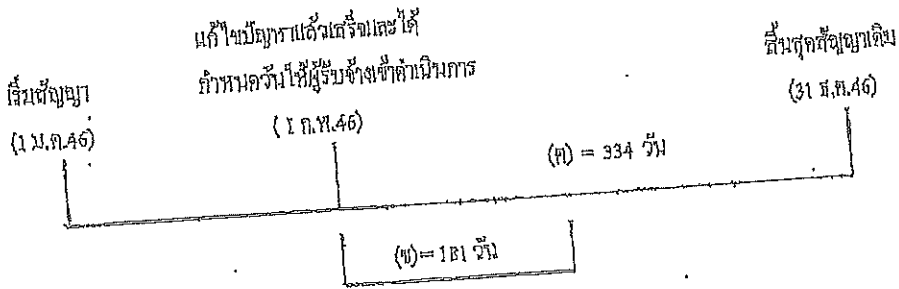 แก้ไขปัญหาแล้วเสร็จและได้
กำหนดวันให้ผู้รับจ้างเข้าดำเนินการ
(1 ก.พ.46)
เริ่มสัญญา
(1 ม.ค.46)
สิ้นสุดสัญญาเดิม
(31 ธ.ค.46)
(ค) = 334 วัน
(ข) = 181 วัน